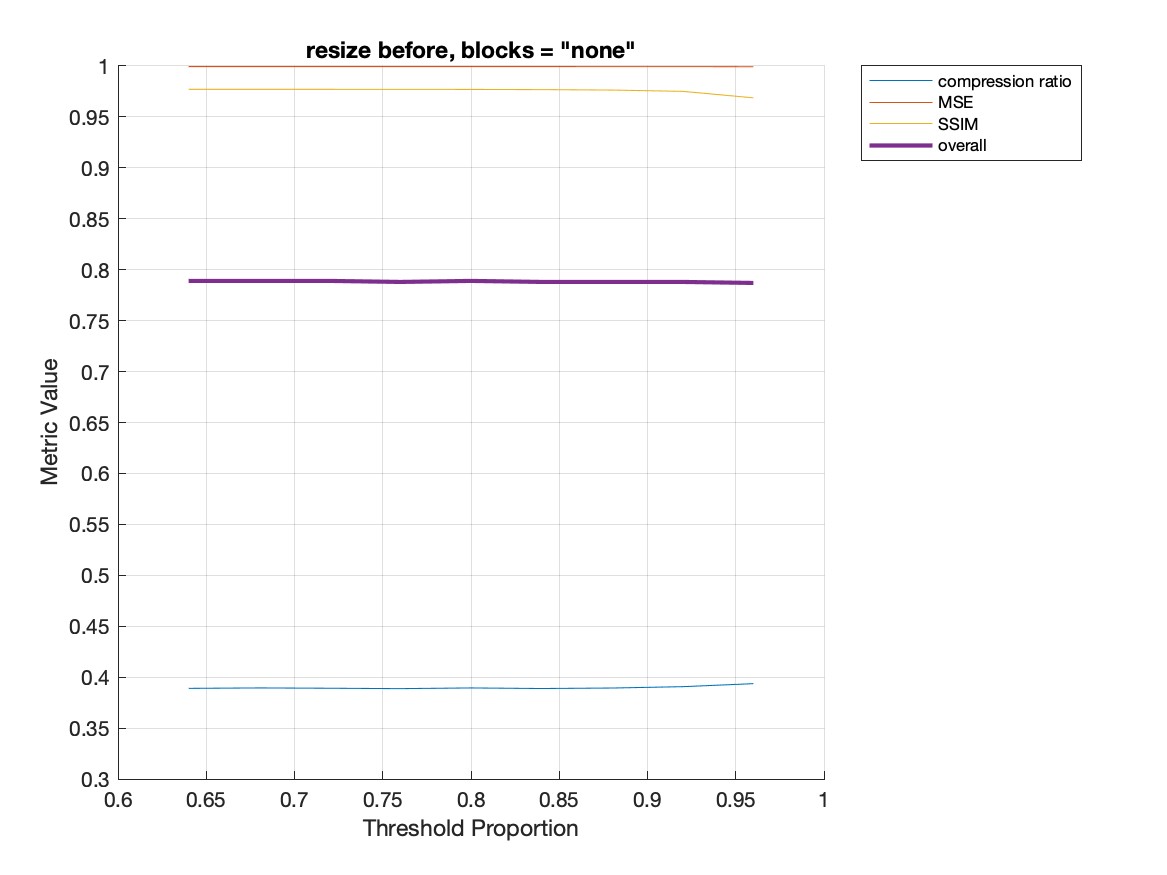 resize before, blocks = "none"
compression ratio
MSE
SSIM
overall
Metric Value
1
0.95
0.9
0.85
0.8
0.75
0.7
0.65
0.6
0.55
0.5
0.45
0.4
0.35
0.3
0.6 0.65 0.7 0.75 0.8 0.85 0.9 0.95 1
Threshold Proportion